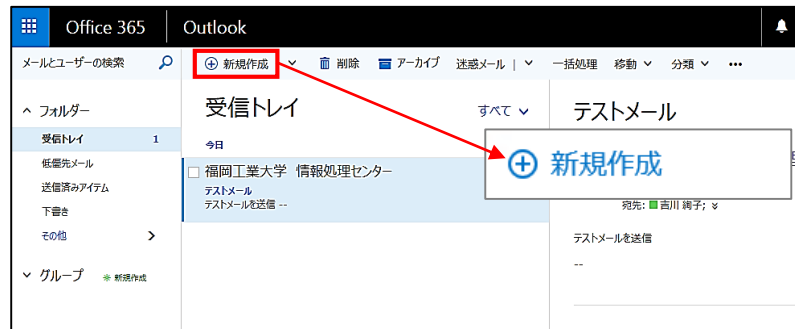 Office 365 Outlook
メールとユーザーの検索 新規作成 削除 アーカイブ 迷惑メール | 一括処理 移動 分類 •••
フォルダー
受信トレイ 1
低優先メール
送信済みアイテム
下書き
その他
グループ 新規作成
受信トレイ すべて
今日
福岡工業大学 情報処理センター
テストメール
テストメールを送信 --
テストメール
新規作成
宛先: 吉川 絢子;
テストメールを送信
--